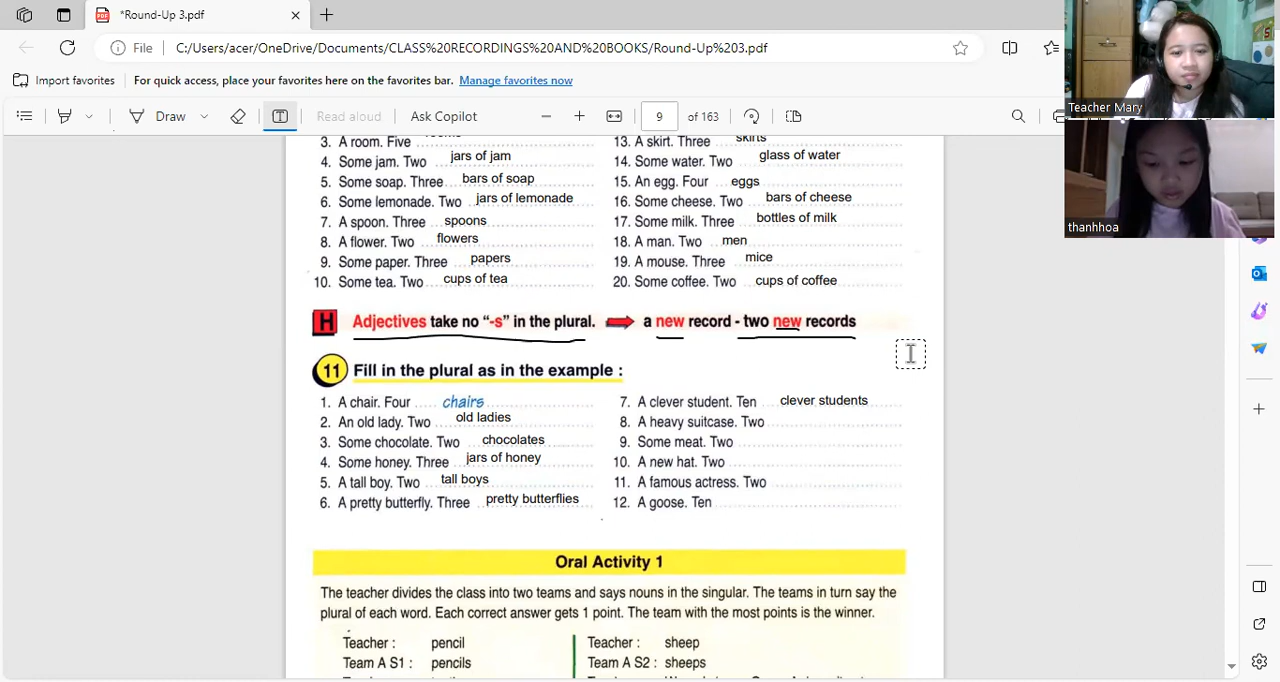 *Round-Up 3.pdf
File C:/Users/acer/OneDrive/Documents/CLASS%20RECORDINGS%20AND%20BOOKS/Round-Up%203.pdf
Import favorites For quick access, place your favorites here on the favorites bar. Manage favorites now
Draw Read aloud Ask Copilot 9 of 163
Teacher Mary
thanhhoa
3. A room. Five rooms
4. Some jam. Two jars of jam
5. Some soap. Three bars of soap
6. Some lemonade. Two jars of lemonade
7. A spoon. Three spoons
8. A flower. Two flowers
9. Some paper. Three papers
10. Some tea. Two cups of tea
13. A skirt. Three skirts
14. Some water. Two glass of water
15. An egg. Four eggs
16. Some cheese. Two bars of cheese
17. Some milk. Three bottles of milk
18. A man. Two men
19. A mouse. Three mice
20. Some coffee. Two cups of coffee
H Adjectives take no "-s" in the plural. a new record - two new records
11 Fill in the plural as in the example :
1. A chair. Four chairs
2. An old lady. Two old ladies
3. Some chocolate. Two chocolates
4. Some honey. Three jars of honey
5. A tall boy. Two tall boys
6. A pretty butterfly. Three pretty butterflies
7. A clever student. Ten clever students
8. A heavy suitcase. Two
9. Some meat. Two
10. A new hat. Two
11. A famous actress. Two
12. A goose. Ten
Oral Activity 1
The teacher divides the class into two teams and says nouns in the singular. The teams in turn say the
plural of each word. Each correct answer gets 1 point. The team with the most points is the winner.
Teacher : pencil
Team A S1 : pencils
Teacher : sheep
Team A S2 : sheeps